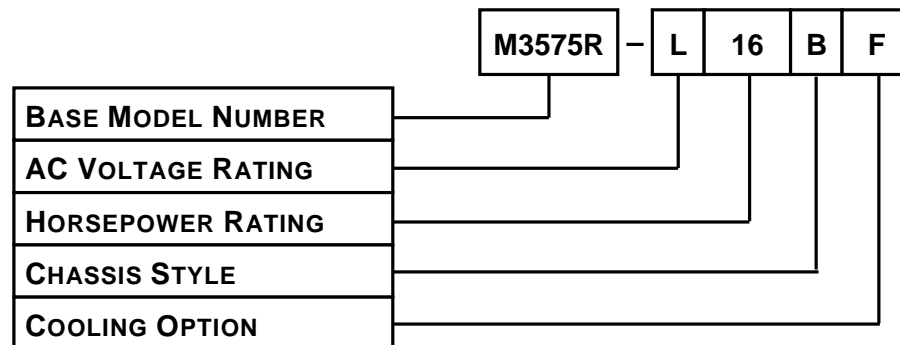 M3575R – L 16 B F
BASE MODEL NUMBER
AC VOLTAGE RATING
HORSEPOWER RATING
CHASSIS STYLE
COOLING OPTION